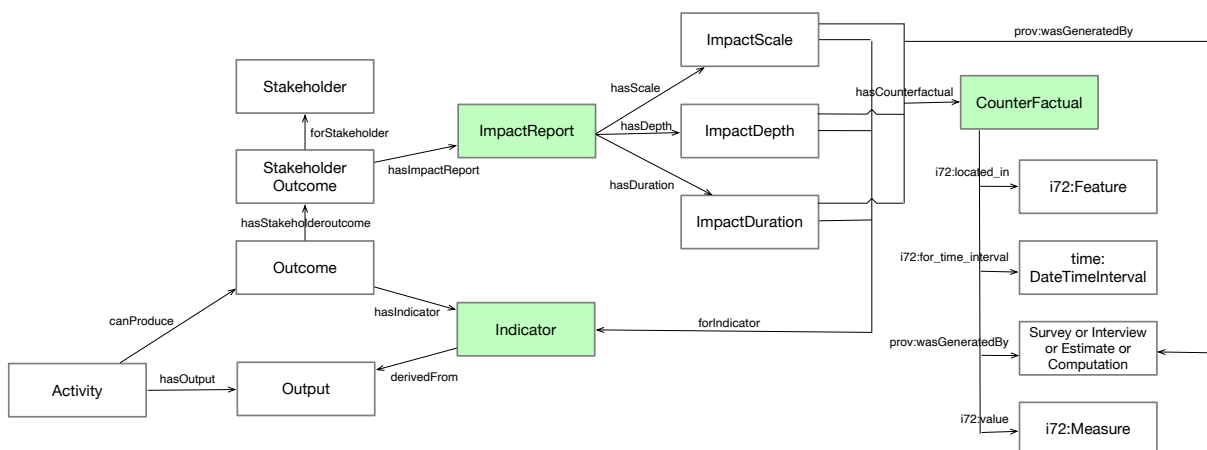 ImpactScale
prov:wasGeneratedBy
Stakeholder
hasScale
hasCounterfactual
CounterFactual
forStakeholder
ImpactReport
hasDepth
ImpactDepth
Stakeholder
Outcome
hasImpactReport
hasDuration
i72:located_in
i72:Feature
hasStakeholderoutcome
ImpactDuration
Outcome
i72:for_time_interval
time:
DateTimeInterval
canProduce
hasIndicator
Indicator
forIndicator
prov:wasGeneratedBy
Survey or Interview
or Estimate or
Computation
Activity
hasOutput
Output
derivedFrom
i72:value
i72:Measure